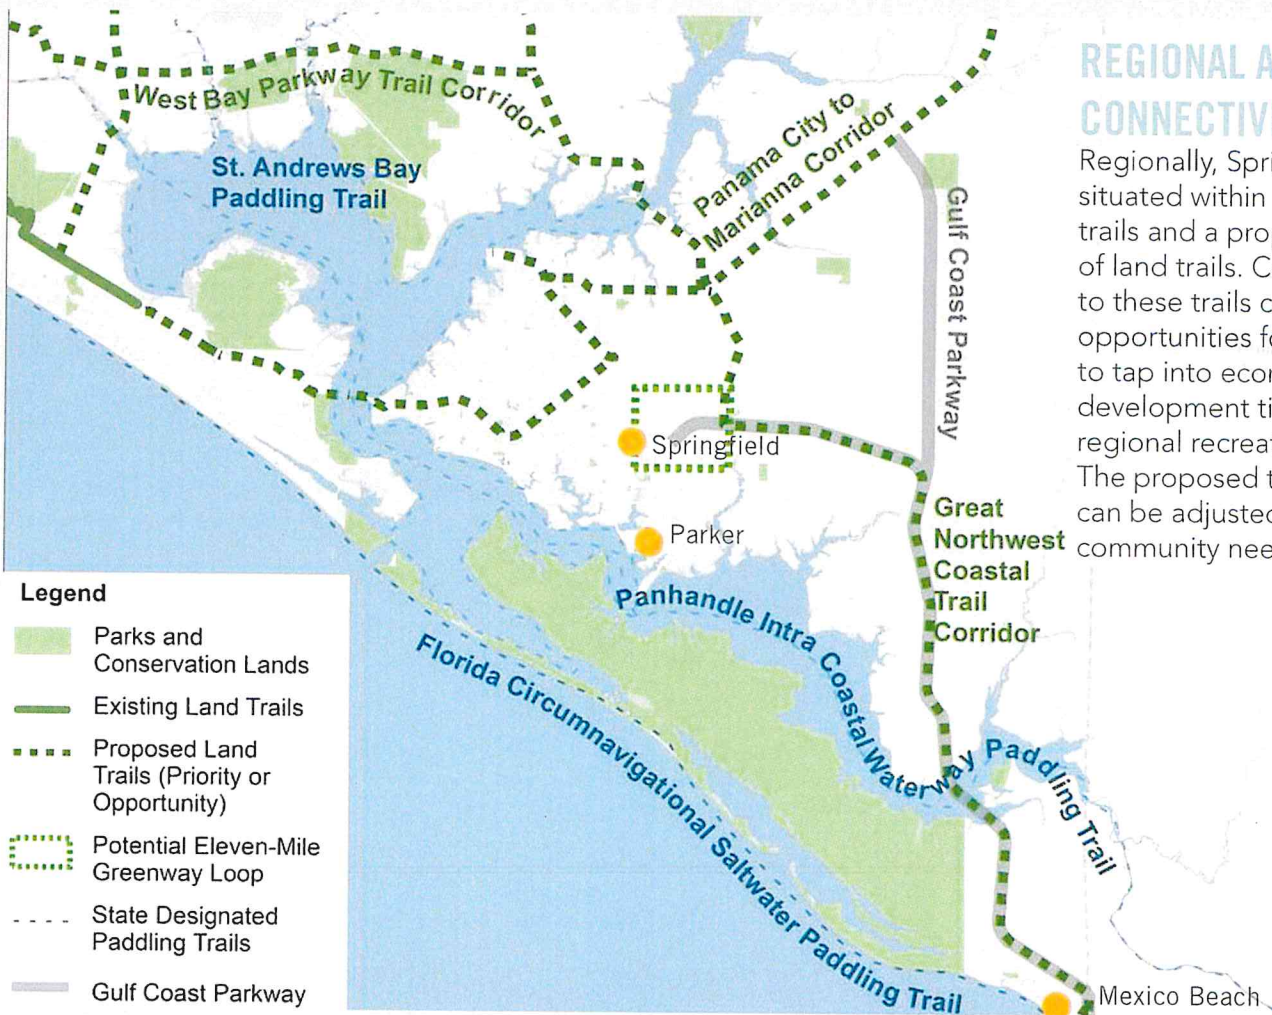 West Bay Parkway Trail Corridor
St. Andrews Bay
Paddling Trail
Panama City to
Marianna Corridor
Gulf Coast Parkway
Springfield
Parker
Great
Northwest
Coastal
Trail
Corridor
Panhandle Intra Coastal Waterway Paddling Trail
Florida Circumnavigational Saltwater Paddling Trail
Mexico Beach
Legend
Parks and
Conservation Lands
Existing Land Trails
Proposed Land
Trails (Priority or
Opportunity)
Potential Eleven-Mile
Greenway Loop
State Designated
Paddling Trails
Gulf Coast Parkway
REGIONAL A
CONNECTIVI
Regionally, Spri
situated within
trails and a pro
of land trails. C
to these trails c
opportunities fo
to tap into econ
development ti
regional recreat
The proposed t
can be adjusted
community nee